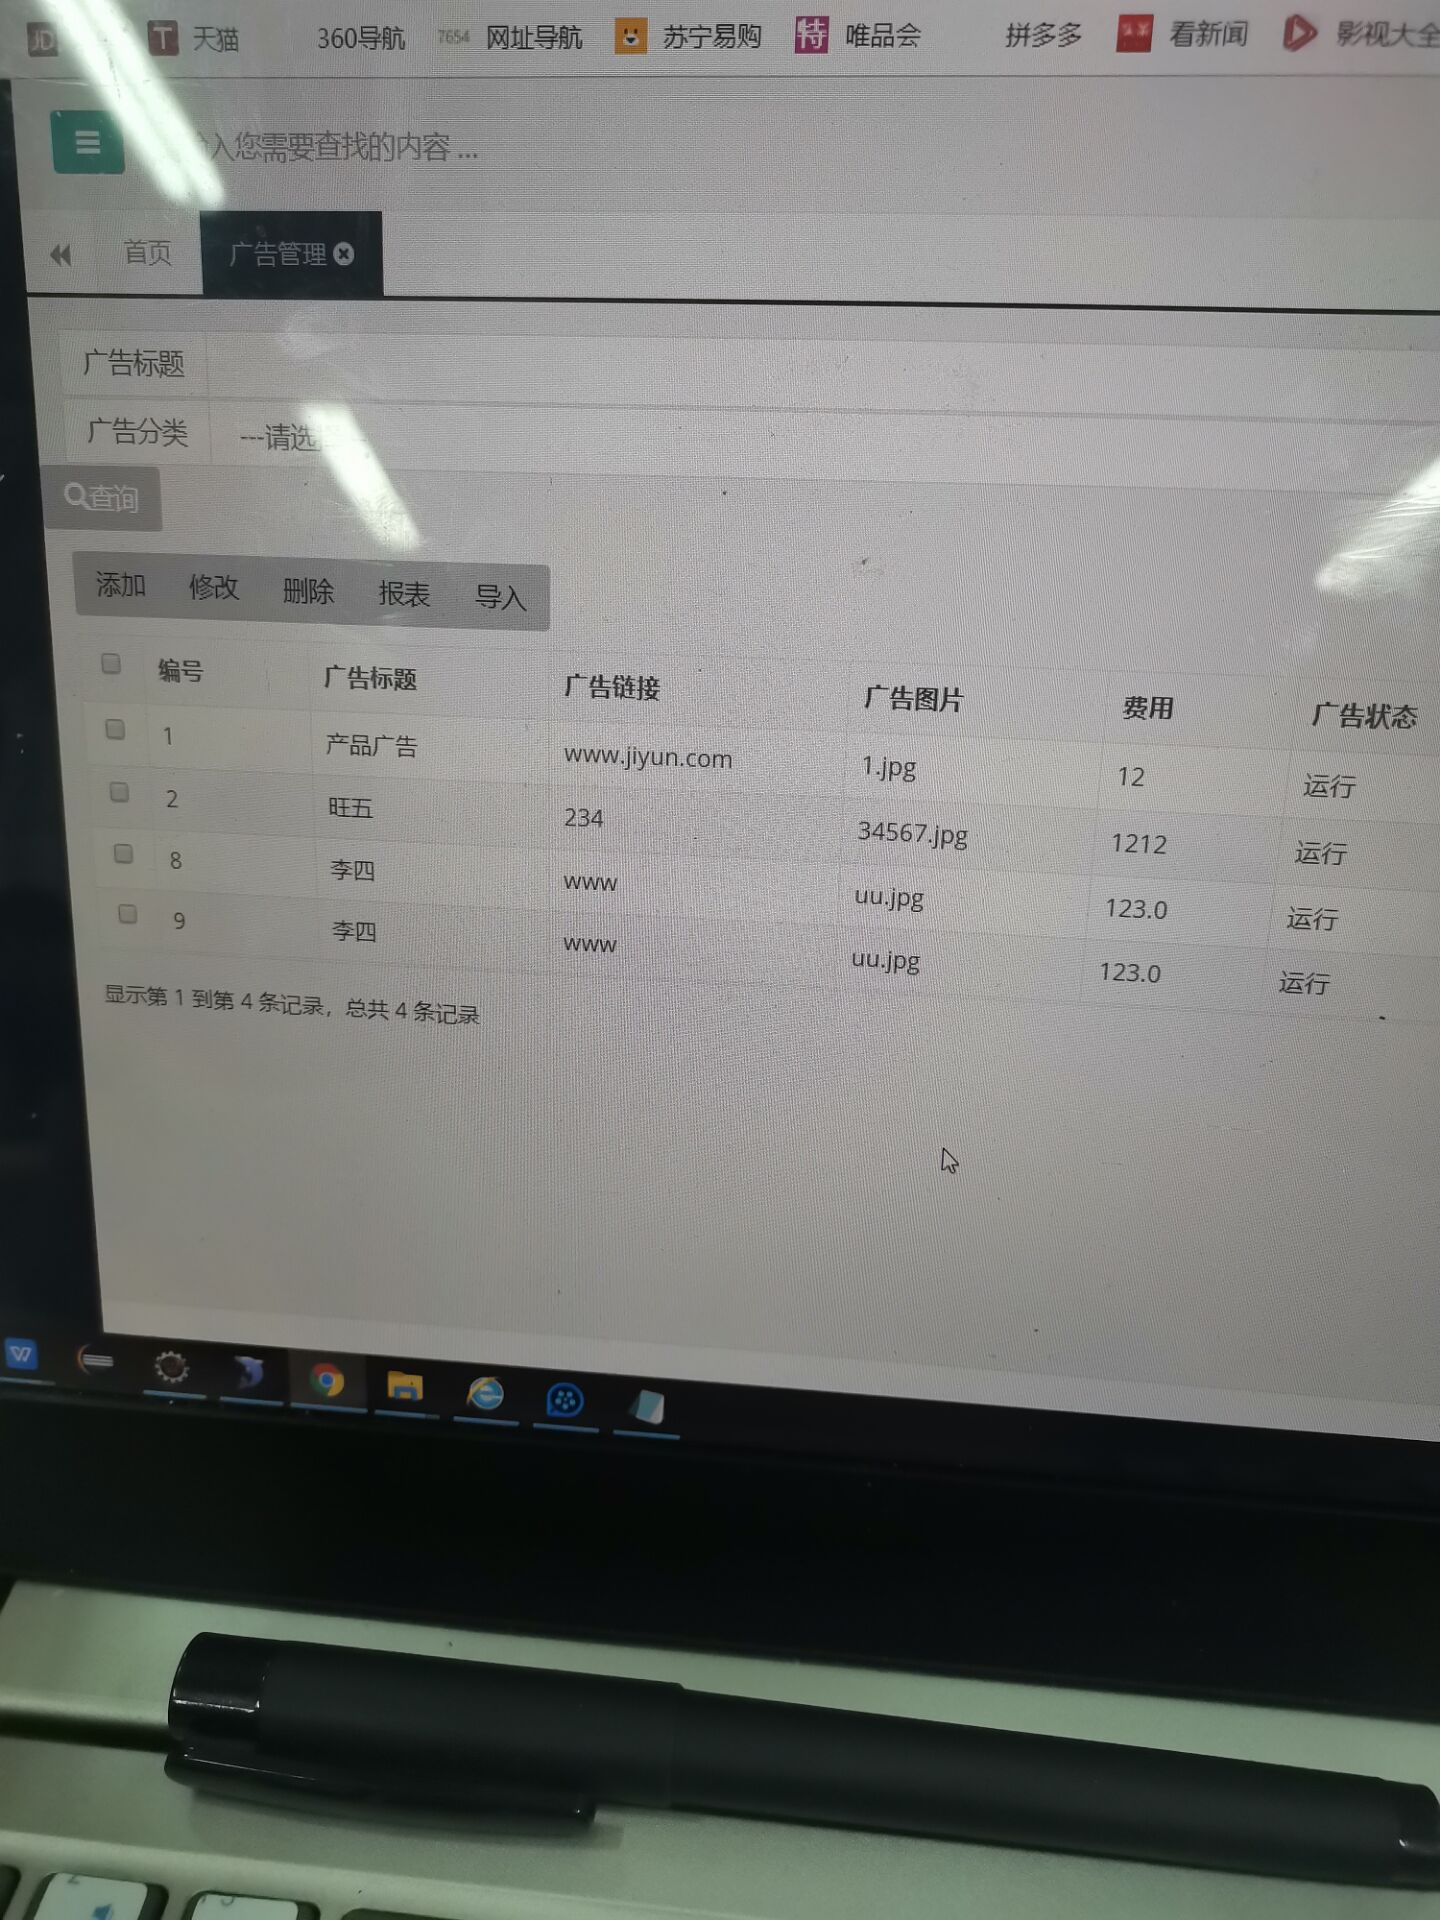 JD T 天猫 360导航 7654 网址导航 苏宁易购 特 唯品会 拼多多 看新闻 影视大全
入您需要查找的内容 ...
首页 广告管理
广告标题
广告分类 ---请选
查询
添加 修改 删除 报表 导入
编号 广告标题 广告链接 广告图片 费用 广告状态
1 产品广告 www.jiyun.com 1.jpg 12 运行
2 旺五 234 34567.jpg 1212 运行
8 李四 www uu.jpg 123.0 运行
9 李四 www uu.jpg 123.0 运行
显示第 1 到第 4 条记录，总共 4 条记录
W